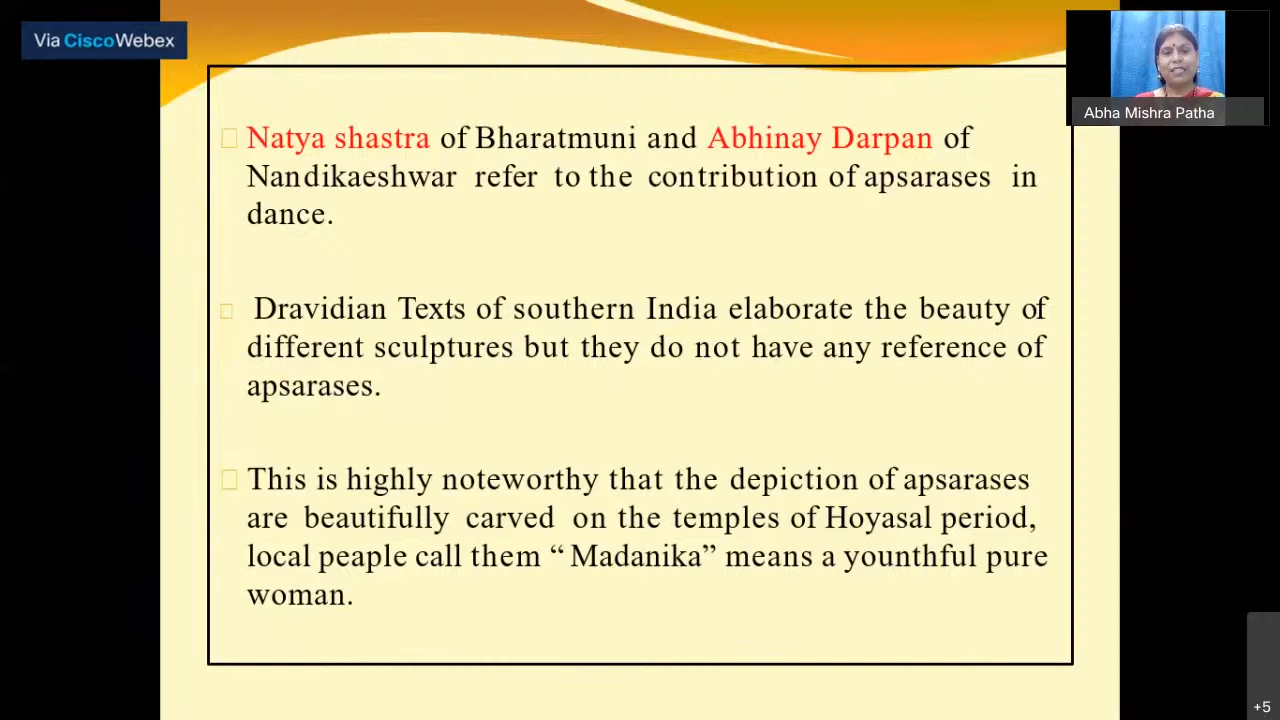 Via CiscoWebex
Abha Mishra Patha
Natya shastra of Bharatmuni and Abhinay Darpan of
Nandikaeshwar refer to the contribution of apsarases in
dance.
Dravidian Texts of southern India elaborate the beauty of
different sculptures but they do not have any reference of
apsarases.
This is highly noteworthy that the depiction of apsarases
are beautifully carved on the temples of Hoyasal period,
local peaple call them “ Madanika” means a younthful pure
woman.
+5